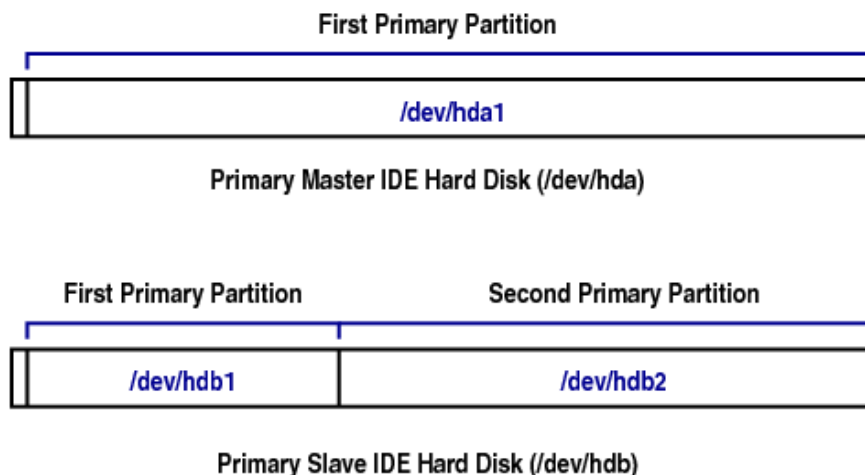 First Primary Partition
/dev/hda1
Primary Master IDE Hard Disk (/dev/hda)
First Primary Partition Second Primary Partition
/dev/hdb1 /dev/hdb2
Primary Slave IDE Hard Disk (/dev/hdb)